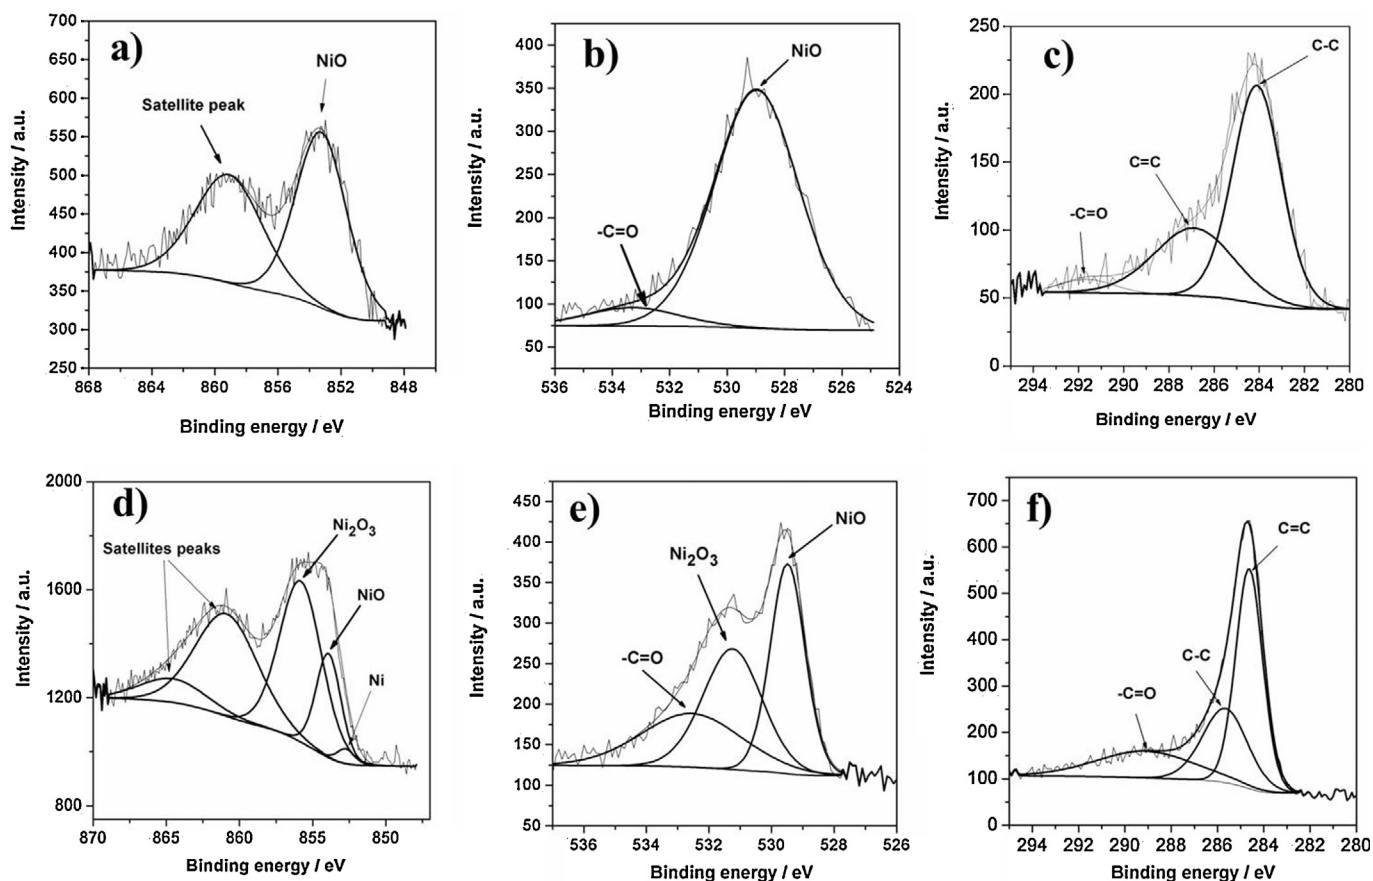 a)
700
650
600
550
500
450
400
350
300
250
Intensity / a.u.
Satellite peak
NiO
868 864 860 856 852 848
Binding energy / eV
b)
400
350
300
250
200
150
100
50
Intensity / a.u.
-C=O
NiO
536 534 532 530 528 526 524
Binding energy / eV
c)
250
200
150
100
50
0
Intensity / a.u.
-C=O
C=C
C-C
294 292 290 288 286 284 282 280
Binding energy / eV
d)
2000
1600
1200
800
Intensity / a.u.
Satellites peaks
Ni₂O₃
NiO
Ni
870 865 860 855 850
Binding energy / eV
e)
450
400
350
300
250
200
150
100
50
Intensity / a.u.
-C=O
Ni₂O₃
NiO
536 534 532 530 528 526
Binding energy / eV
f)
700
600
500
400
300
200
100
0
Intensity / a.u.
-C=O
C-C
C=C
294 292 290 288 286 284 282 280
Binding energy / eV